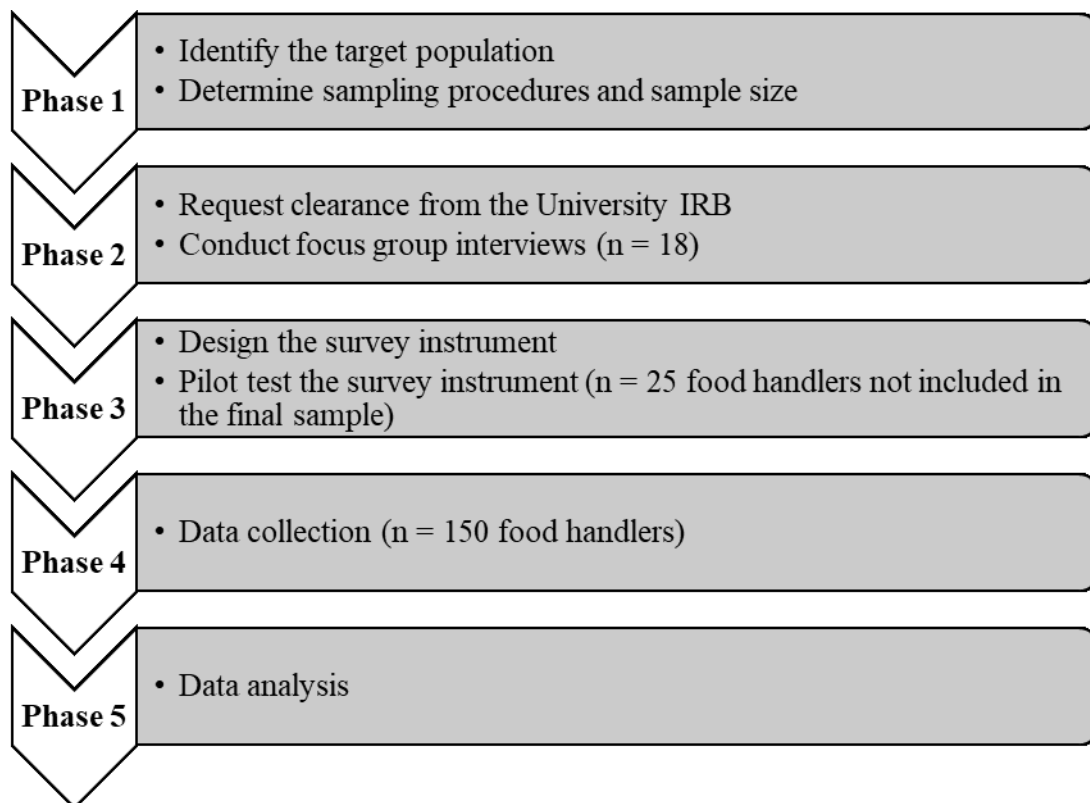 Phase 1
• Identify the target population
• Determine sampling procedures and sample size
Phase 2
• Request clearance from the University IRB
• Conduct focus group interviews (n = 18)
Phase 3
• Design the survey instrument
• Pilot test the survey instrument (n = 25 food handlers not included in
the final sample)
Phase 4
• Data collection (n = 150 food handlers)
Phase 5
• Data analysis